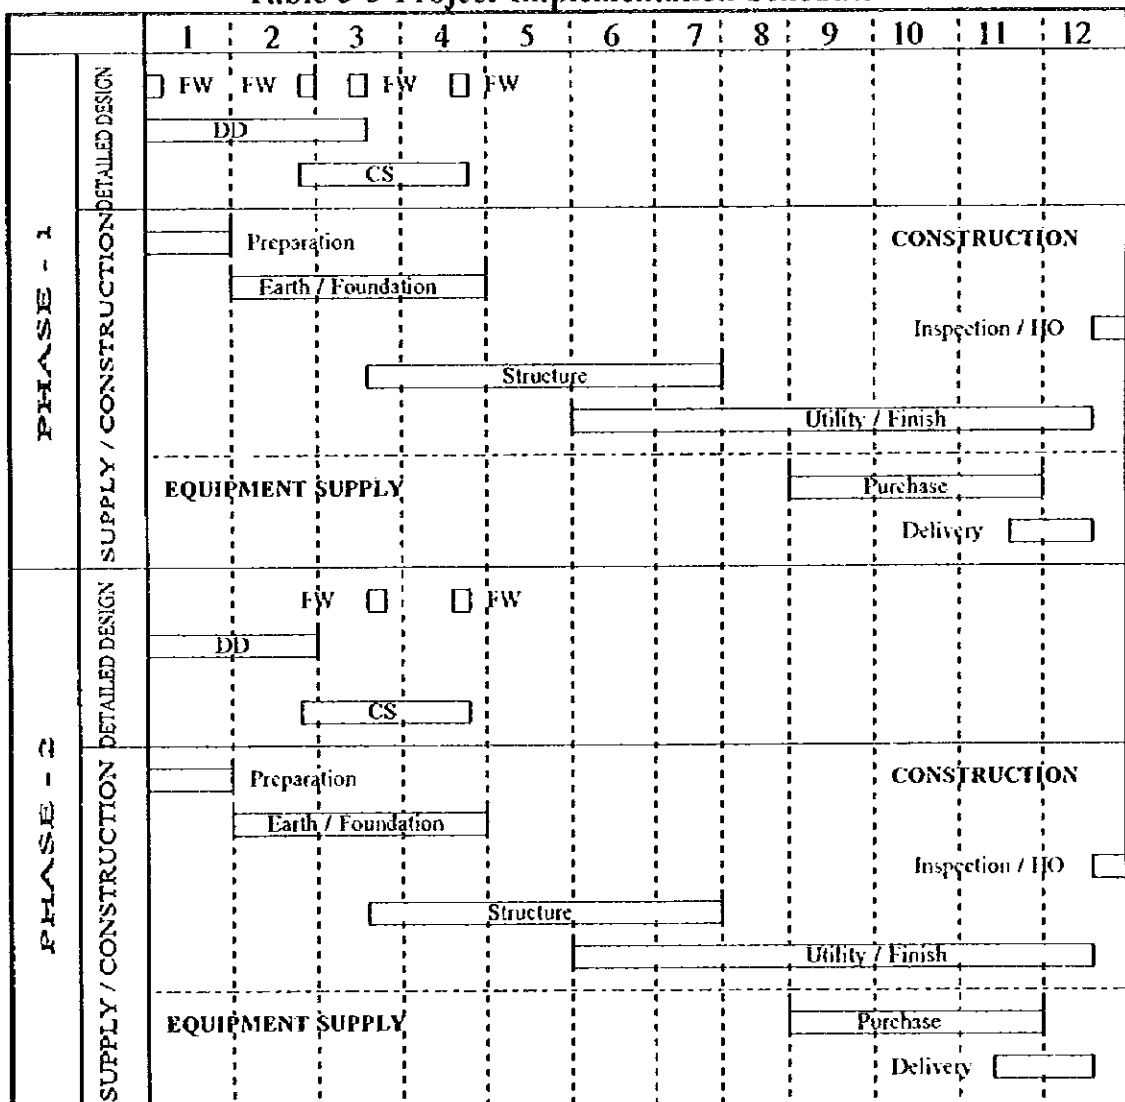 1 2 3 4 5 6 7 8 9 10 11 12
PHASE - 1
DETAILED DESIGN
FW FW FW FW
DD
CS
SUPPLY / CONSTRUCTION
Preparation CONSTRUCTION
Earth / Foundation
Inspection / HO
Structure
Utility / Finish
EQUIPMENT SUPPLY Purchase
Delivery
PHASE - 2
DETAILED DESIGN
FW FW
DD
CS
SUPPLY / CONSTRUCTION
Preparation CONSTRUCTION
Earth / Foundation
Inspection / HO
Structure
Utility / Finish
EQUIPMENT SUPPLY Purchase
Delivery